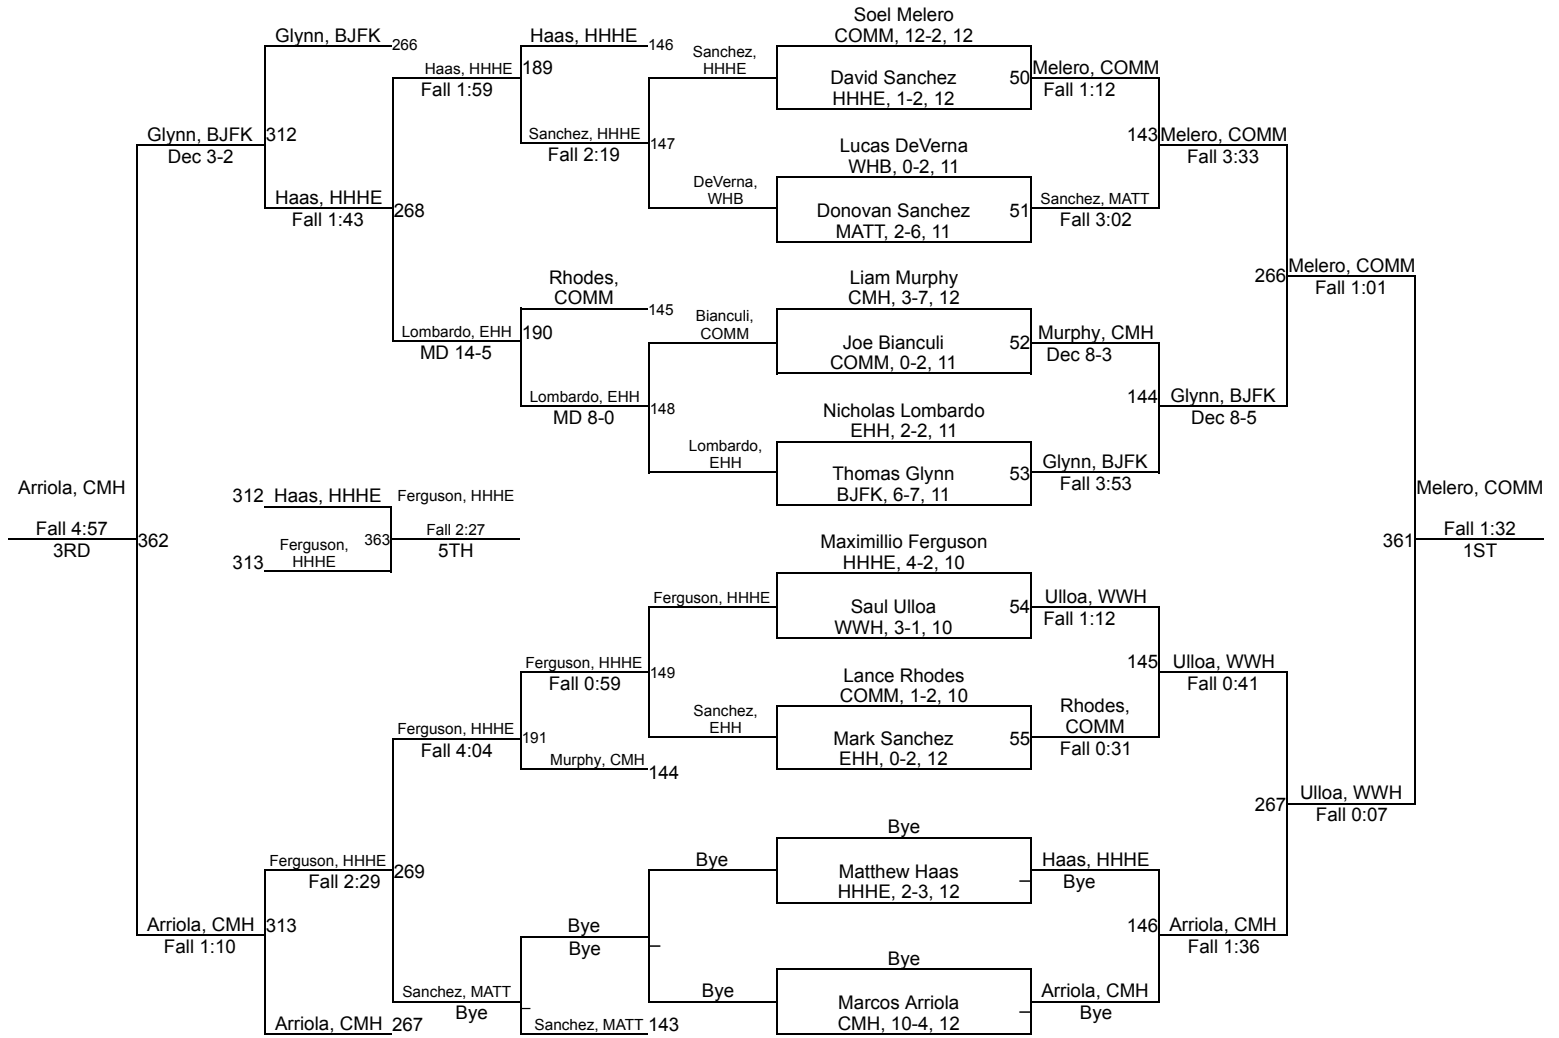 Soel Melero
COMM, 12-2, 12
David Sanchez
HHHE, 1-2, 12
50
Lucas DeVerna
WHB, 0-2, 11
Donovan Sanchez
MATT, 2-6, 11
51
Liam Murphy
CMH, 3-7, 12
Joe Bianculi
COMM, 0-2, 11
52
Nicholas Lombardo
EHH, 2-2, 11
Thomas Glynn
BJFK, 6-7, 11
53
Maximillio Ferguson
HHHE, 4-2, 10
Saul Ulloa
WWH, 3-1, 10
54
Lance Rhodes
COMM, 1-2, 10
Mark Sanchez
EHH, 0-2, 12
55
Bye
Matthew Haas
HHHE, 2-3, 12
_
Bye
Marcos Arriola
CMH, 10-4, 12
_
Melero, COMM
Fall 1:12
Sanchez, MATT
Fall 3:02
Murphy, CMH
Dec 8-3
Glynn, BJFK
Fall 3:53
Ulloa, WWH
Fall 1:12
Rhodes,
COMM
Fall 0:31
Haas, HHHE
Bye
Arriola, CMH
Bye
143
Melero, COMM
Fall 3:33
144
Glynn, BJFK
Dec 8-5
145
Ulloa, WWH
Fall 0:41
146
Arriola, CMH
Fall 1:36
266
Melero, COMM
Fall 1:01
267
Ulloa, WWH
Fall 0:07
361
Melero, COMM
Fall 1:32
1ST
Sanchez,
HHHE
DeVerna,
WHB
Bianculi,
COMM
Lombardo,
EHH
Ferguson, HHHE
Sanchez,
EHH
Bye
Bye
Haas, HHHE
146
Sanchez, HHHE
147
Fall 2:19
Rhodes,
COMM
145
Lombardo, EHH
148
MD 8-0
Ferguson, HHHE
149
Fall 0:59
Murphy, CMH
144
Bye
Bye
_
Sanchez, MATT
143
Haas, HHHE
189
Fall 1:59
Lombardo, EHH
190
MD 14-5
Ferguson, HHHE
191
Fall 4:04
Sanchez, MATT
Bye
_
Glynn, BJFK
266
Haas, HHHE
268
Fall 1:43
Ferguson, HHHE
269
Fall 2:29
Arriola, CMH
267
Glynn, BJFK
312
Dec 3-2
Arriola, CMH
313
Fall 1:10
Arriola, CMH
Fall 4:57
3RD
362
312
Haas, HHHE
313
Ferguson,
HHHE
363
Ferguson, HHHE
Fall 2:27
5TH